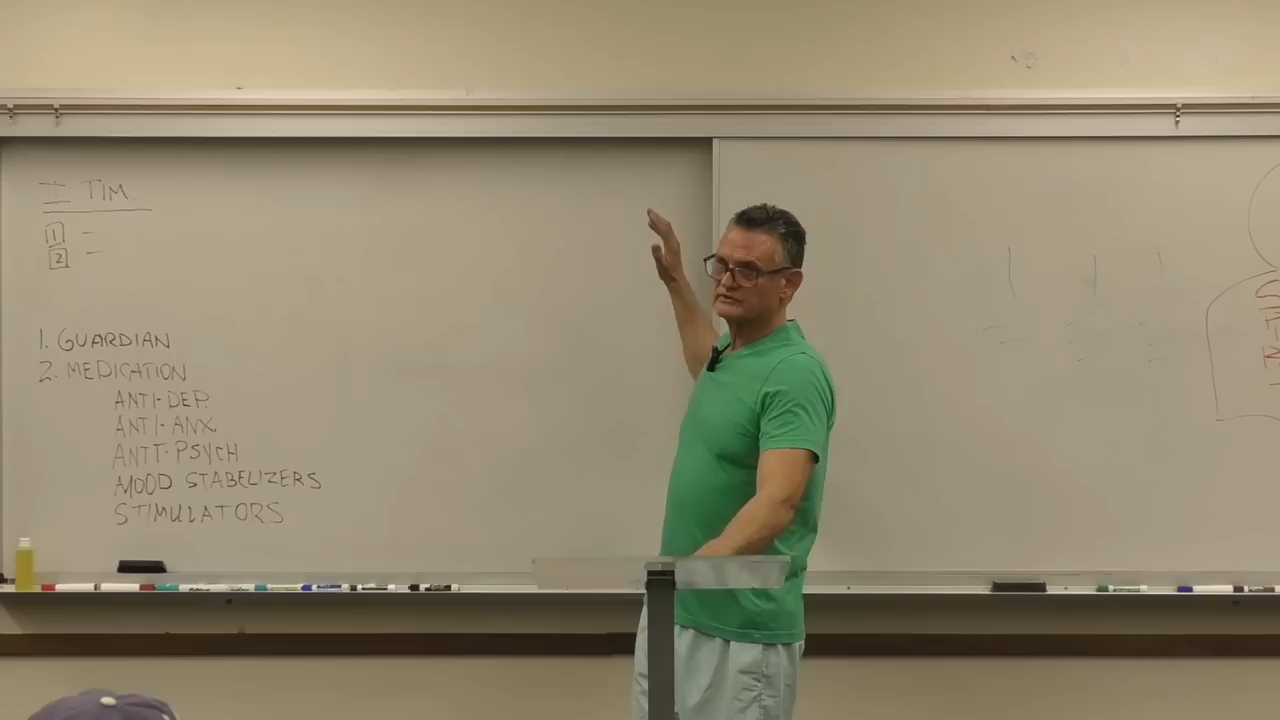 II TIM.
1 -
2 -
1. GUARDIAN
2. MEDICATION
ANTI-DEP.
ANTI-ANX.
ANTI-PSYCH
MOOD STABELIZERS
STIMULATORS